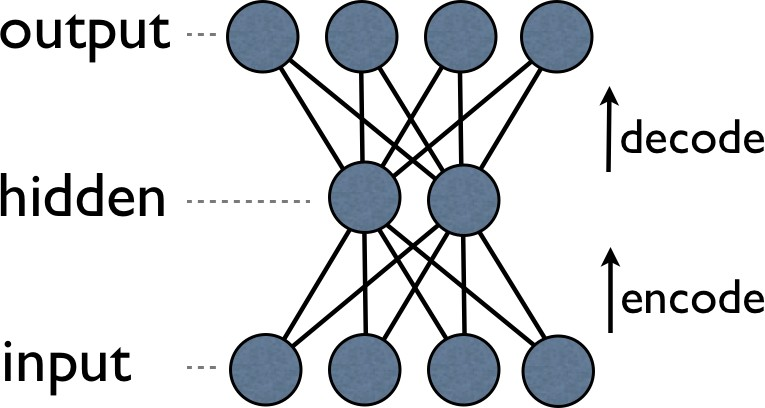 output
decode
hidden
encode
input